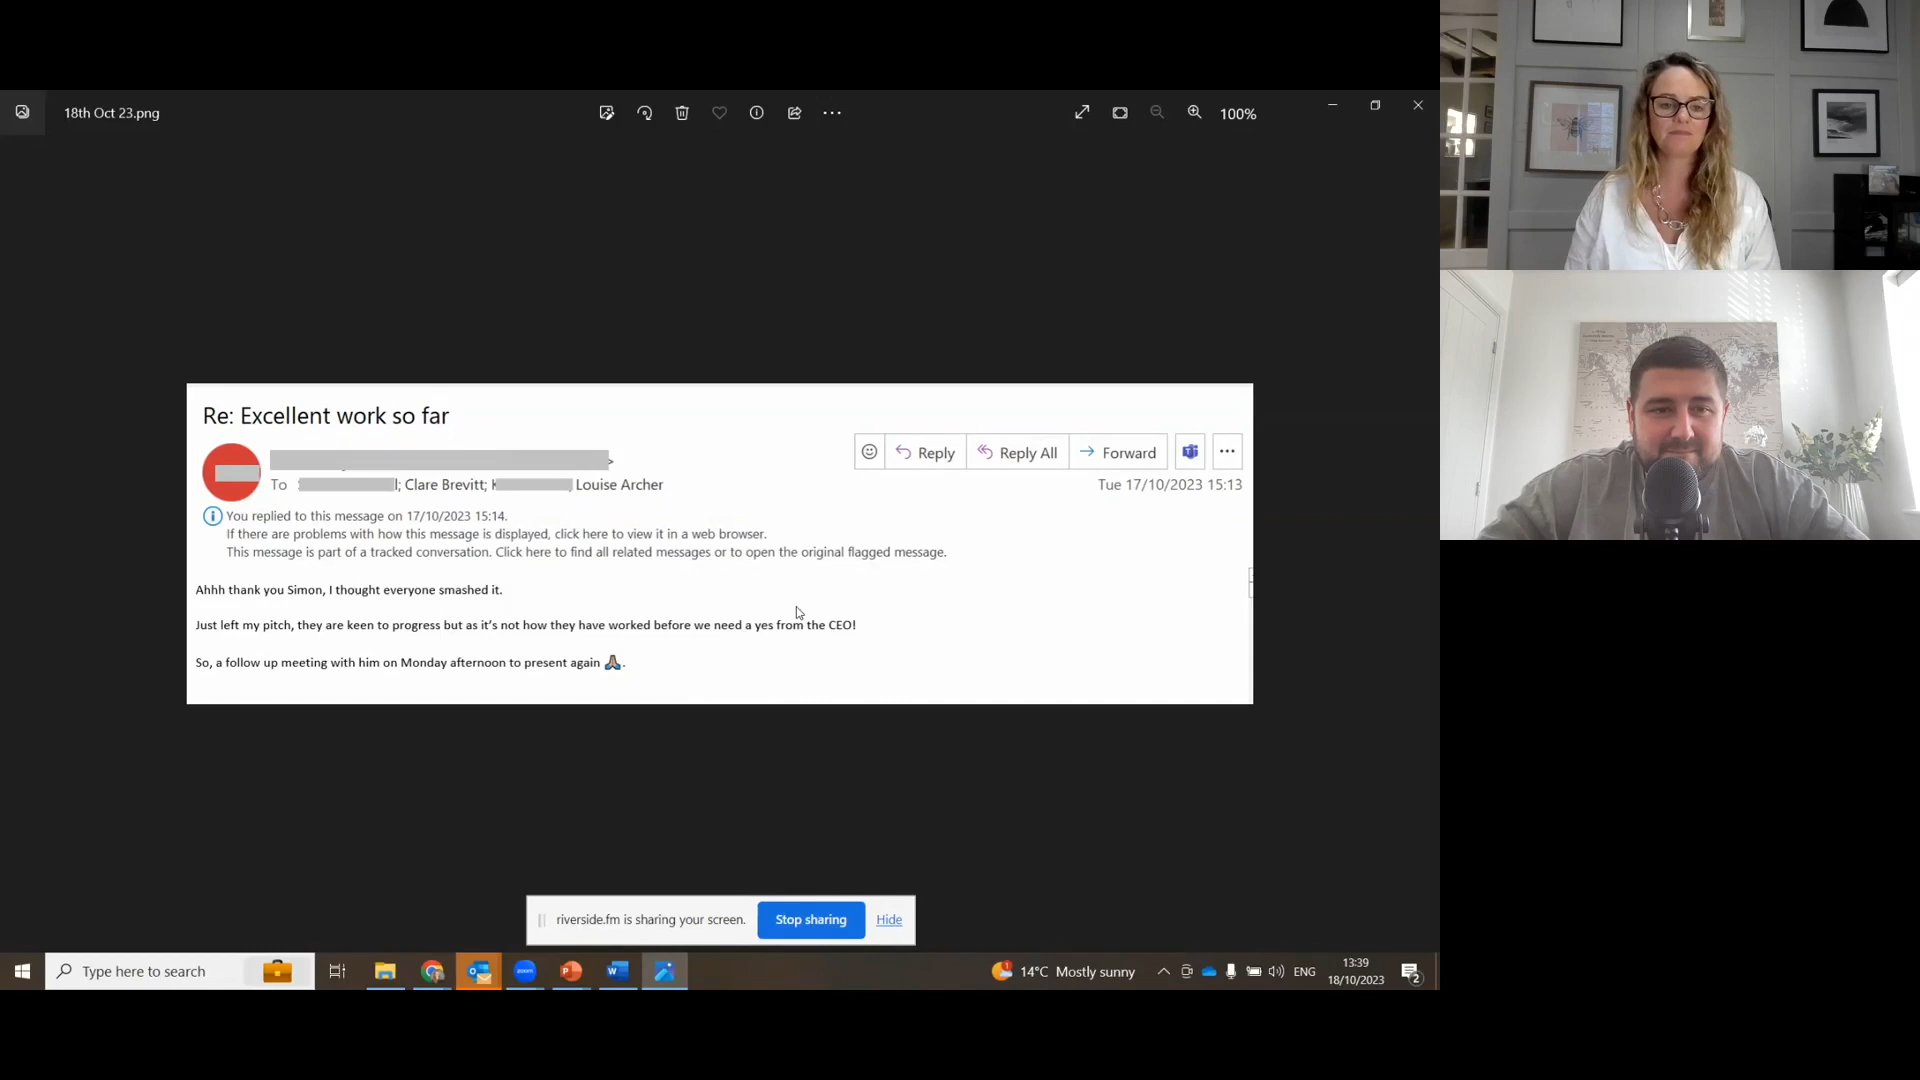 18th Oct 23.png
100%
Re: Excellent work so far
To l; Clare Brevitt; K Louise Archer
Reply
Reply All
Forward
Tue 17/10/2023 15:13
You replied to this message on 17/10/2023 15:14.
If there are problems with how this message is displayed, click here to view it in a web browser.
This message is part of a tracked conversation. Click here to find all related messages or to open the original flagged message.
Ahhh thank you Simon, I thought everyone smashed it.
Just left my pitch, they are keen to progress but as it’s not how they have worked before we need a yes from the CEO!
So, a follow up meeting with him on Monday afternoon to present again 🙏.
riverside.fm is sharing your screen.
Stop sharing
Hide
Type here to search
zoom
14°C Mostly sunny
ENG
13:39
18/10/2023
2